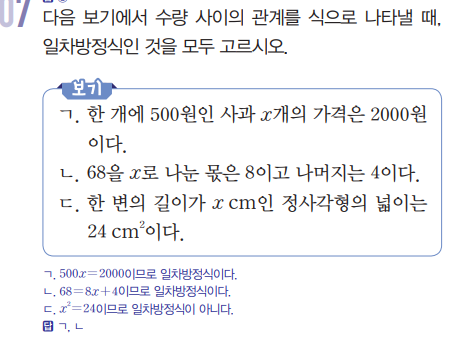 07
다음 보기에서 수량 사이의 관계를 식으로 나타낼 때,
일차방정식인 것을 모두 고르시오.
보기
ㄱ. 한 개에 500원인 사과 x개의 가격은 2000원
이다.
ㄴ. 68을 x로 나눈 몫은 8이고 나머지는 4이다.
ㄷ. 한 변의 길이가 x cm인 정사각형의 넓이는
24 cm²이다.
ㄱ. 500x=2000이므로 일차방정식이다.
ㄴ. 68=8x+4이므로 일차방정식이다.
ㄷ. x²=24이므로 일차방정식이 아니다.
답 ㄱ, ㄴ